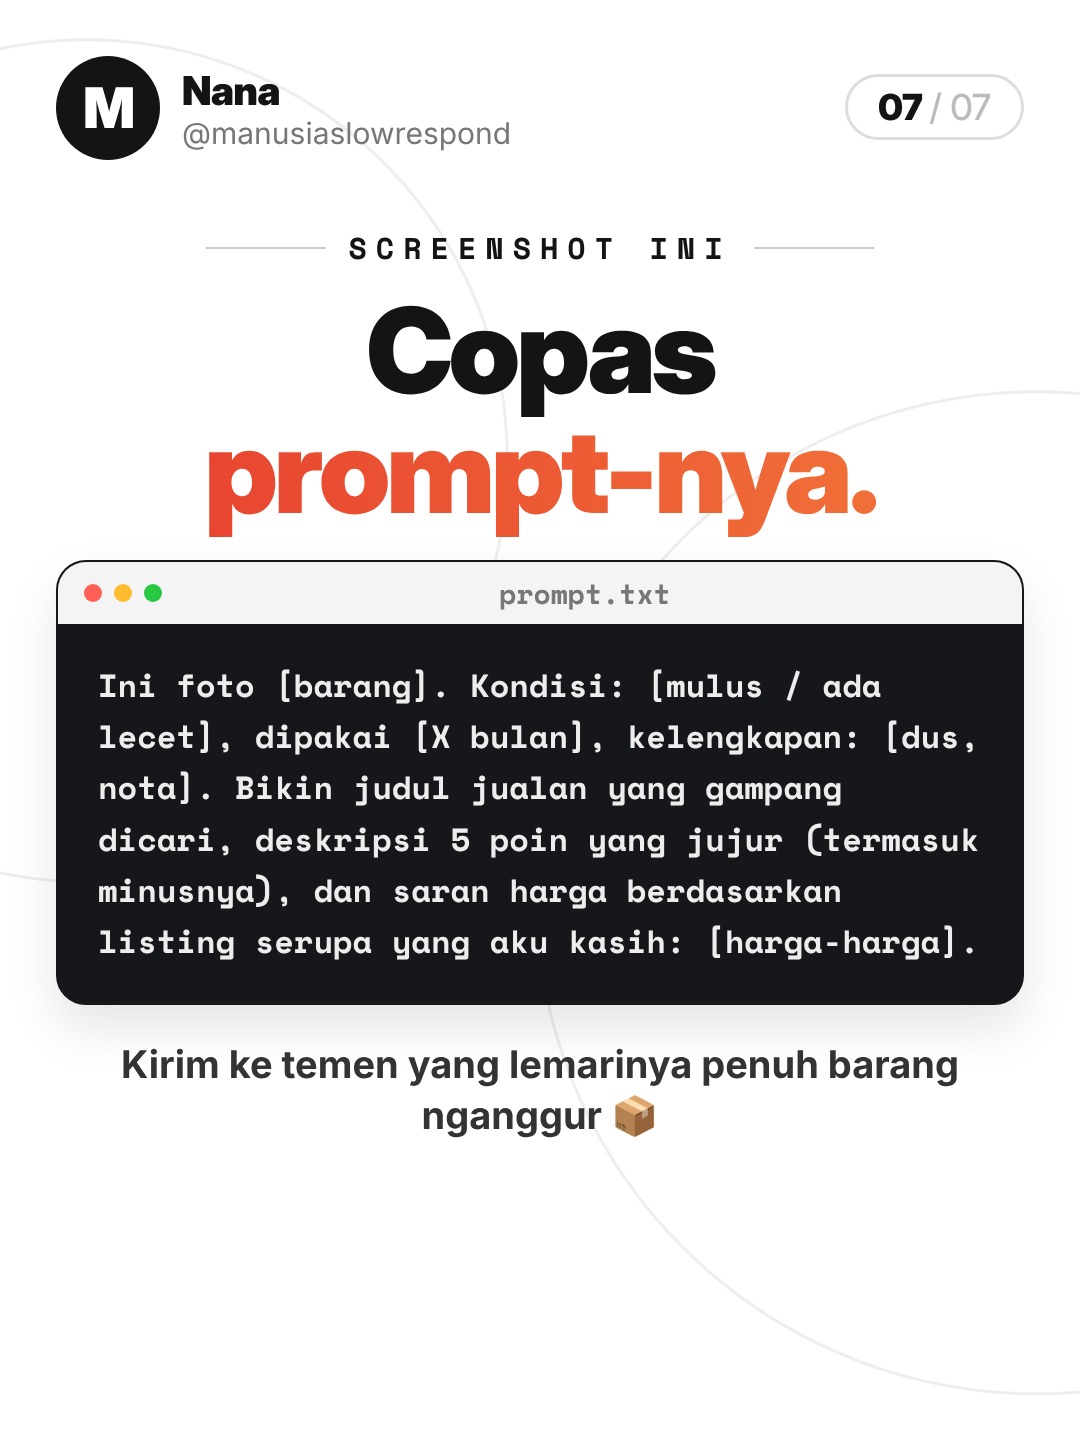 M
Nana
@manusiaslowrespond
07 / 07
SCREENSHOT INI
Copas
prompt-nya.
prompt.txt
Ini foto [barang]. Kondisi: [mulus / ada
lecet], dipakai [X bulan], kelengkapan: [dus,
nota]. Bikin judul jualan yang gampang
dicari, deskripsi 5 poin yang jujur (termasuk
minusnya), dan saran harga berdasarkan
listing serupa yang aku kasih: [harga-harga].
Kirim ke temen yang lemarinya penuh barang
nganggur 📦